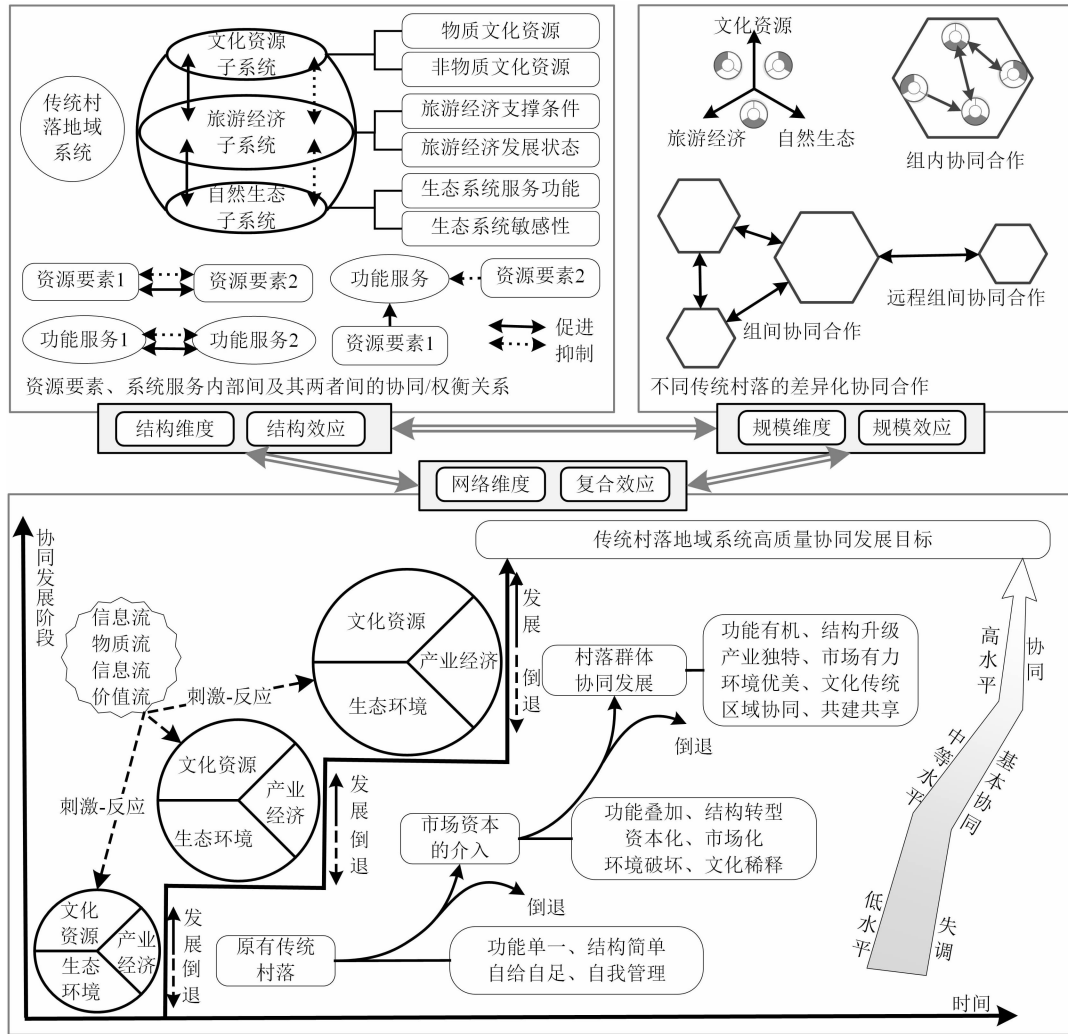 文化资源
子系统
物质文化资源
非物质文化资源
传统村
落地域
系统
旅游经济
子系统
旅游经济支撑条件
旅游经济发展状态
自然生态
子系统
生态系统服务功能
生态系统敏感性
资源要素1
资源要素2
功能服务
资源要素2
功能服务1
功能服务2
资源要素1
促进
抑制
资源要素、系统服务内部间及其两者间的协同/权衡关系
文化资源
旅游经济
自然生态
组内协同合作
组间协同合作
远程组间协同合作
不同传统村落的差异化协同合作
结构维度
结构效应
规模维度
规模效应
网络维度
复合效应
协同发展阶段
传统村落地域系统高质量协同发展目标
信息流
物质流
信息流
价值流
刺激-反应
刺激-反应
文化资源
产业经济
生态环境
发展
倒退
文化资源
产业
经济
生态环境
发展
倒退
文化
资源
产业
经济
生态
环境
发展
倒退
村落群体
协同发展
功能有机、结构升级
产业独特、市场有力
环境优美、文化传统
区域协同、共建共享
倒退
市场资本
的介入
功能叠加、结构转型
资本化、市场化
环境破坏、文化稀释
倒退
原有传统
村落
功能单一、结构简单
自给自足、自我管理
高水平
协同
中等水平
基本协同
低水平
失调
时间